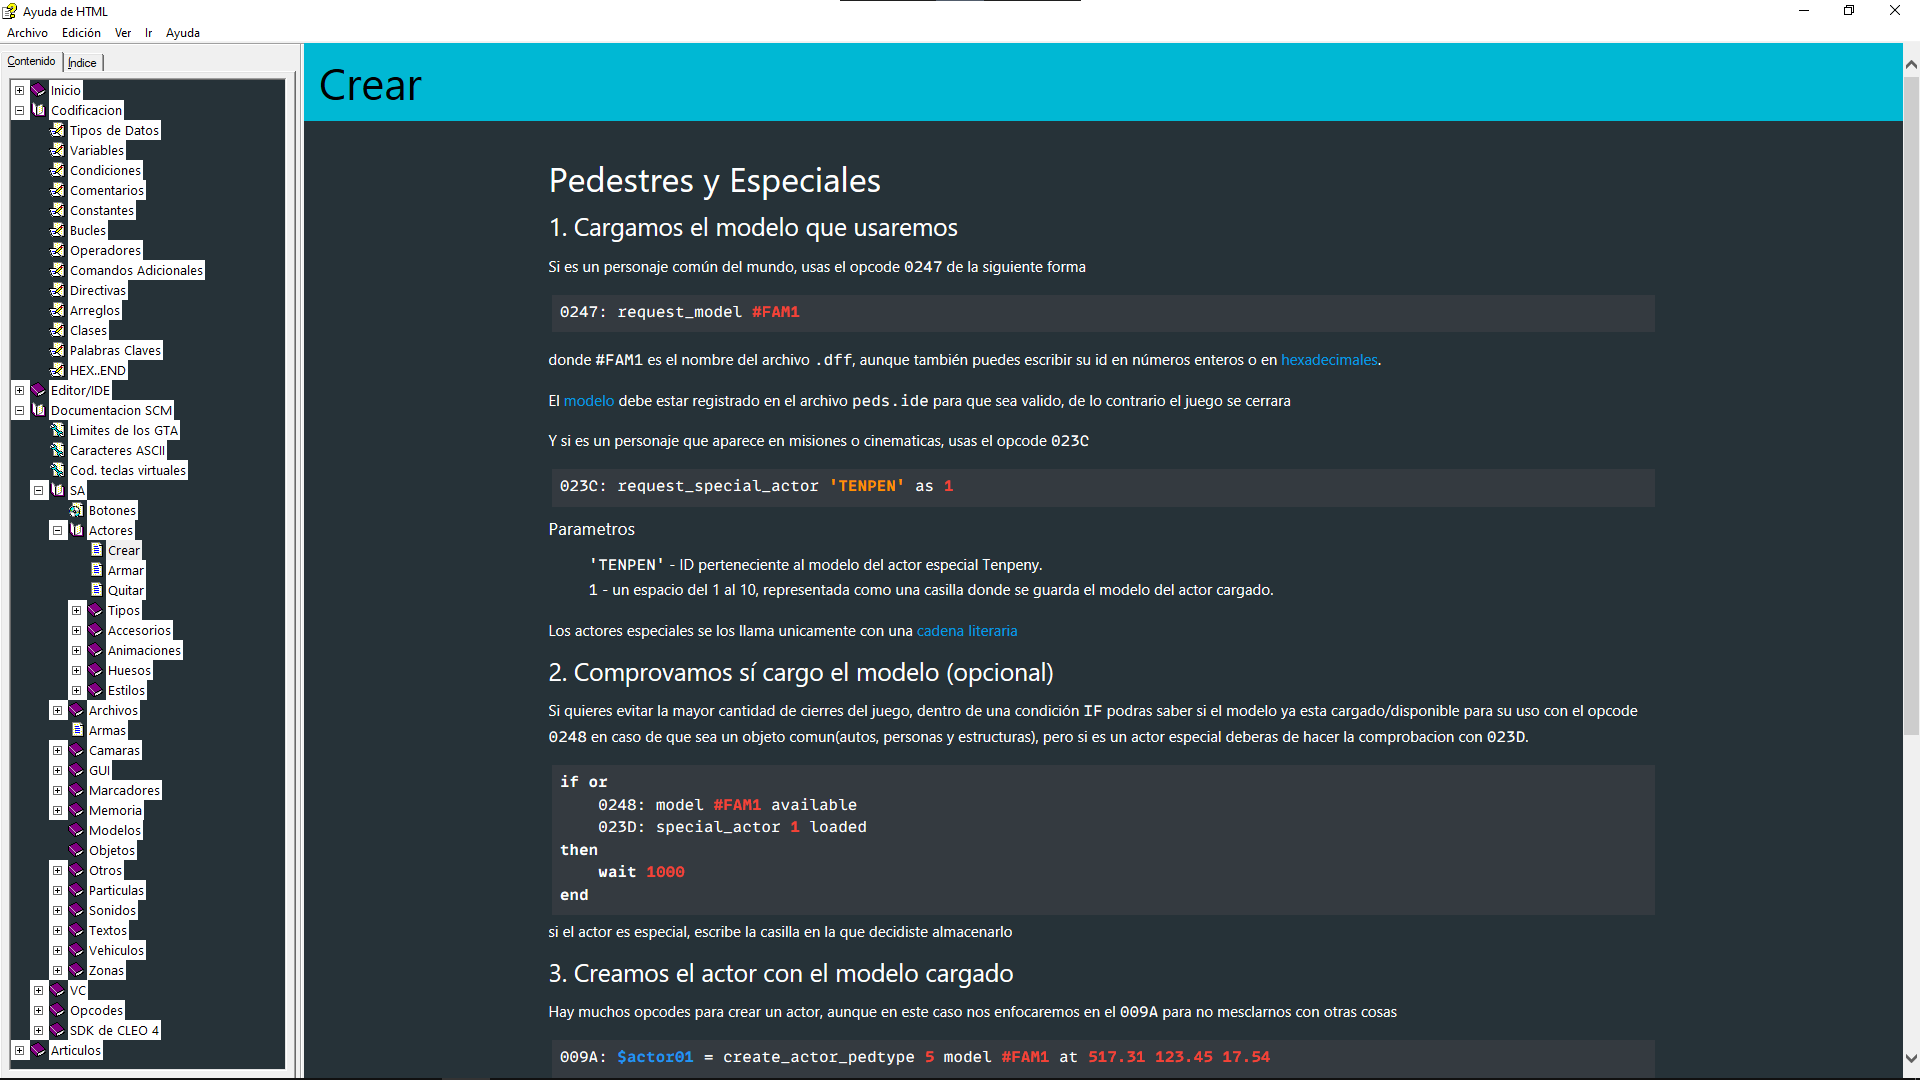 Ayuda de HTML
Archivo Edición Ver Ir Ayuda
Contenido Índice
Inicio
Codificacion
Tipos de Datos
Variables
Condiciones
Comentarios
Constantes
Bucles
Operadores
Comandos Adicionales
Directivas
Arreglos
Clases
Palabras Claves
HEX..END
Editor/IDE
Documentacion SCM
Limites de los GTA
Caracteres ASCII
Cod. teclas virtuales
SA
Botones
Actores
Crear
Armar
Quitar
Tipos
Accesorios
Animaciones
Huesos
Estilos
Archivos
Armas
Camaras
GUI
Marcadores
Memoria
Modelos
Objetos
Otros
Particulas
Sonidos
Textos
Vehiculos
Zonas
VC
Opcodes
SDK de CLEO 4
Articulos
Crear
Pedestres y Especiales
1. Cargamos el modelo que usaremos
Si es un personaje común del mundo, usas el opcode 0247 de la siguiente forma
0247: request_model #FAM1
donde #FAM1 es el nombre del archivo .dff, aunque también puedes escribir su id en números enteros o en hexadecimales.
El modelo debe estar registrado en el archivo peds.ide para que sea valido, de lo contrario el juego se cerrara
Y si es un personaje que aparece en misiones o cinematicas, usas el opcode 023C
023C: request_special_actor 'TENPEN' as 1
Parametros
'TENPEN' - ID perteneciente al modelo del actor especial Tenpeny.
1 - un espacio del 1 al 10, representada como una casilla donde se guarda el modelo del actor cargado.
Los actores especiales se los llama unicamente con una cadena literaria
2. Comprovamos sí cargo el modelo (opcional)
Si quieres evitar la mayor cantidad de cierres del juego, dentro de una condición IF podras saber si el modelo ya esta cargado/disponible para su uso con el opcode
0248 en caso de que sea un objeto comun(autos, personas y estructuras), pero si es un actor especial deberas de hacer la comprobacion con 023D.
if or
0248: model #FAM1 available
023D: special_actor 1 loaded
then
wait 1000
end
si el actor es especial, escribe la casilla en la que decidiste almacenarlo
3. Creamos el actor con el modelo cargado
Hay muchos opcodes para crear un actor, aunque en este caso nos enfocaremos en el 009A para no mesclarnos con otras cosas
009A: $actor01 = create_actor_pedtype 5 model #FAM1 at 517.31 123.45 17.54